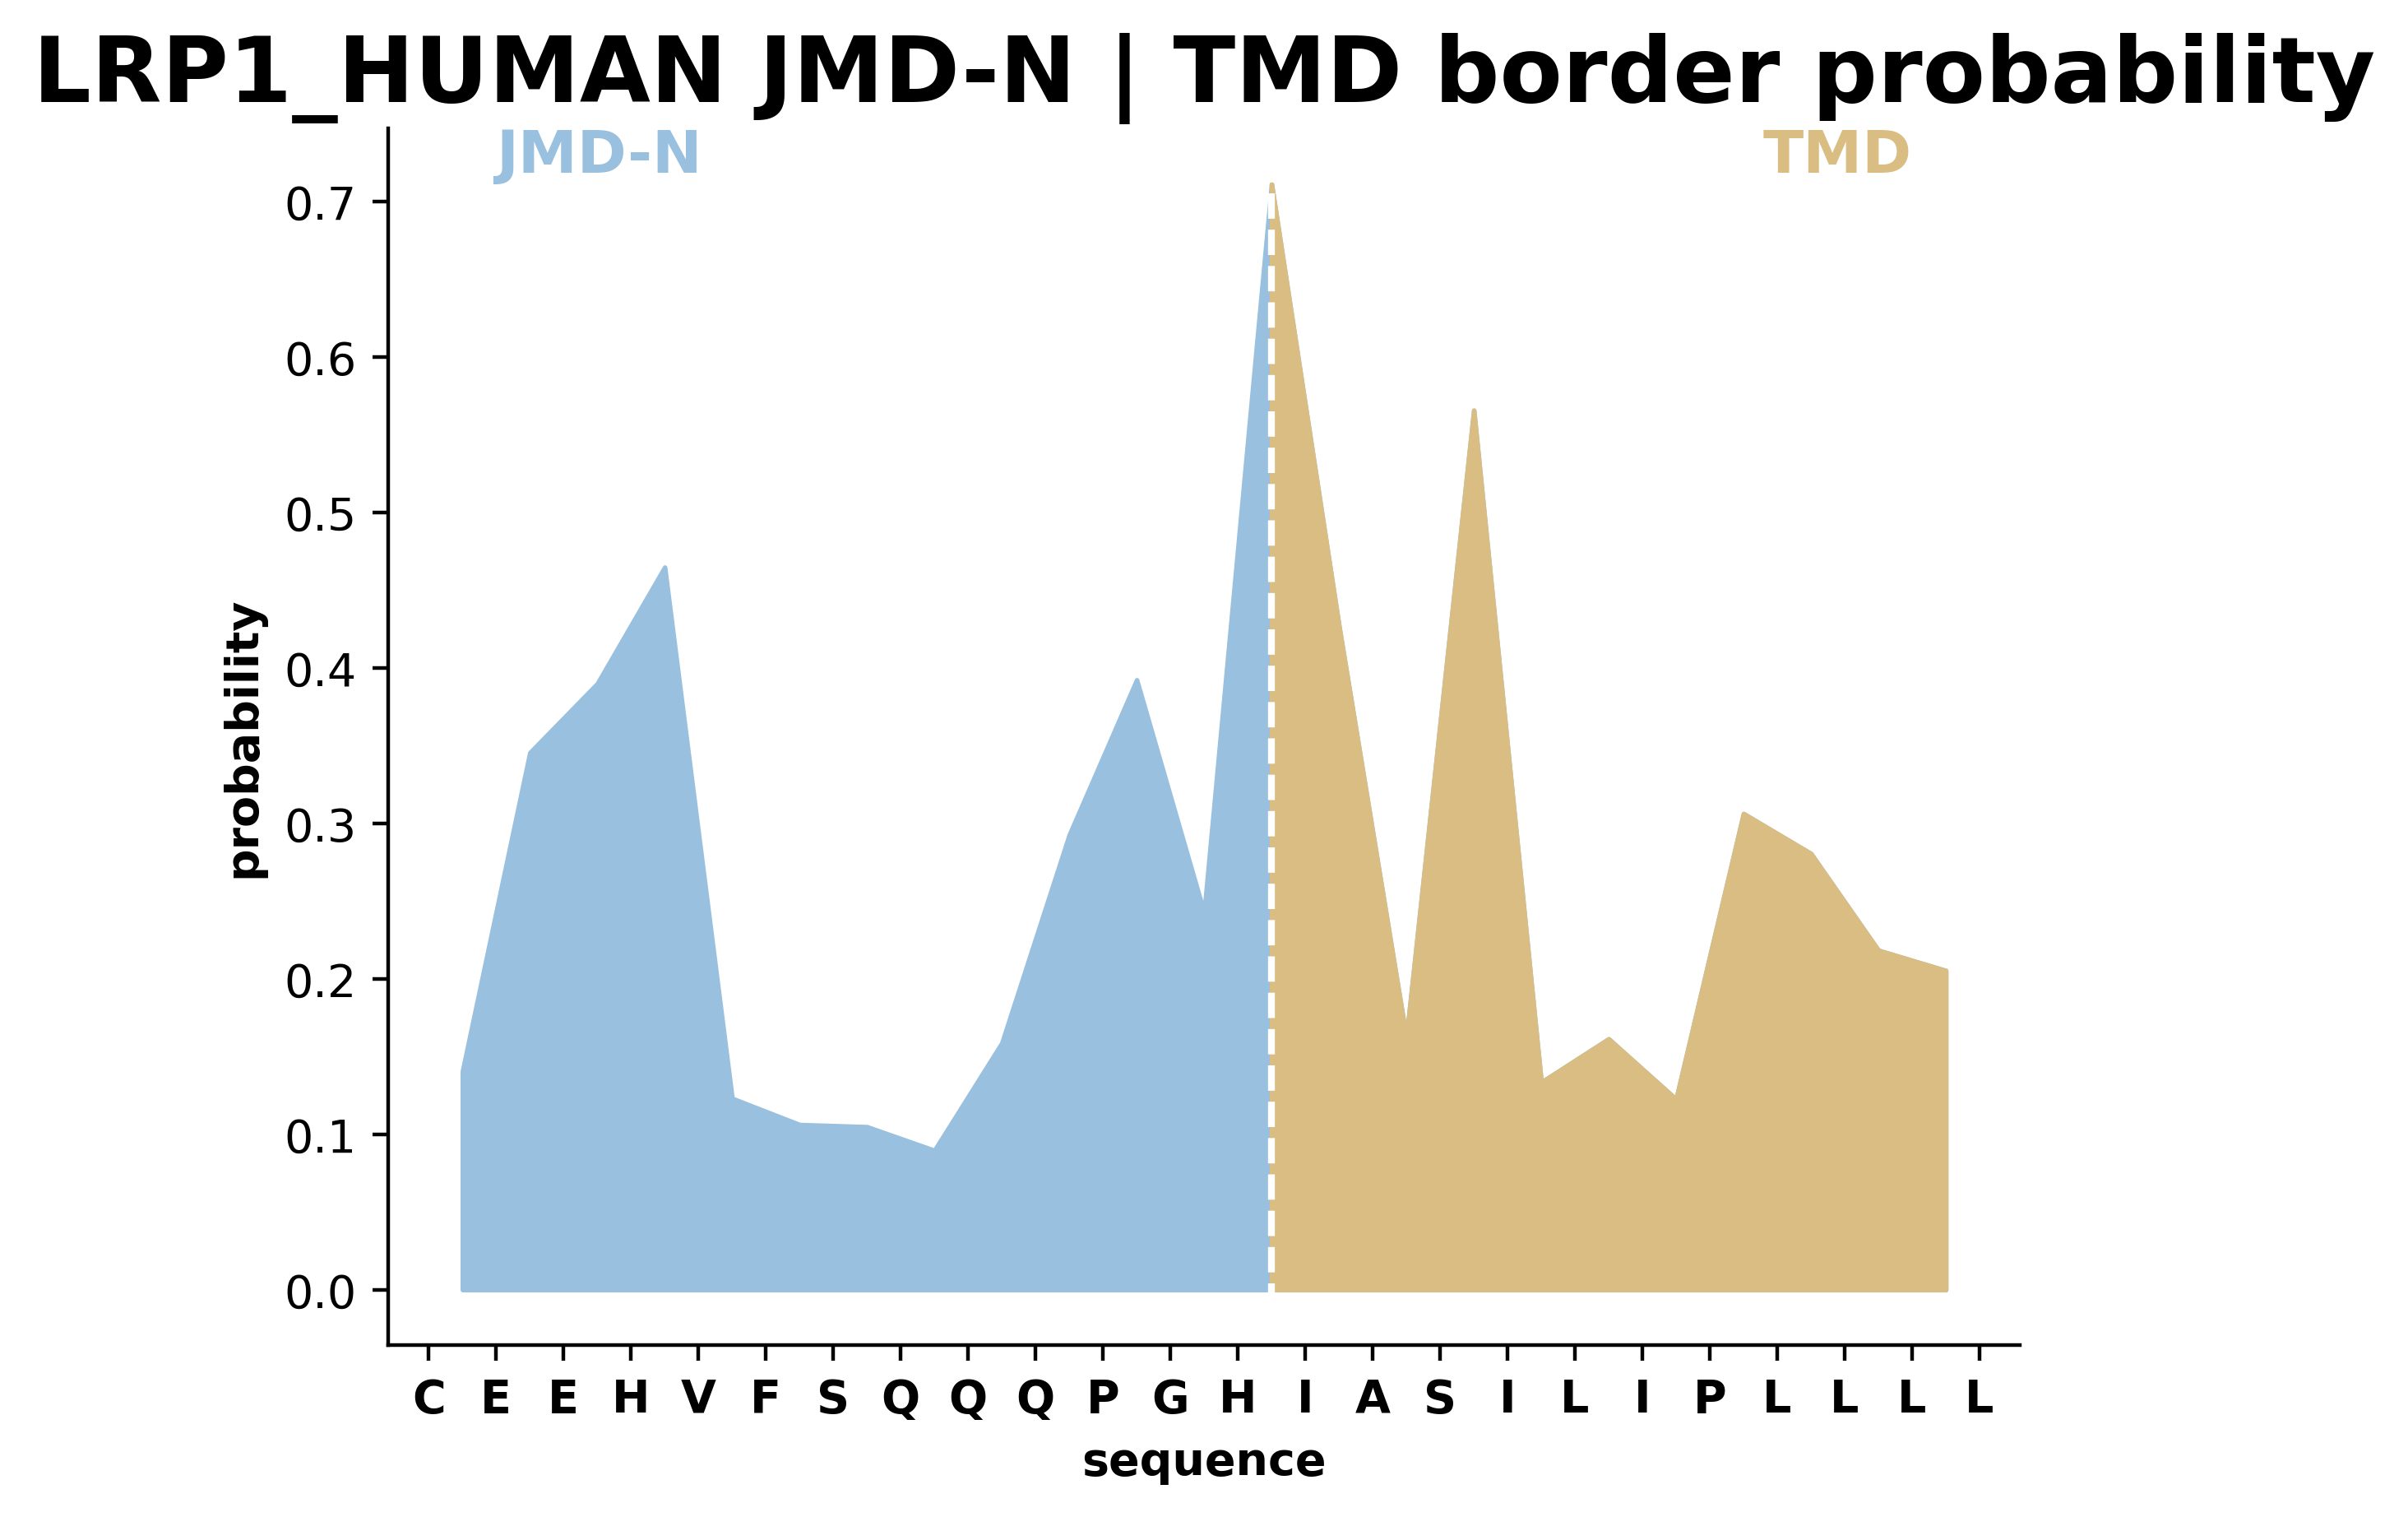 LRP1_HUMAN JMD-N | TMD border probability
JMD-N TMD
0.7
0.6
0.5
0.4
0.3
0.2
0.1
0.0
probability
C E E H V F S Q Q Q P G H I A S I L I P L L L L
sequence